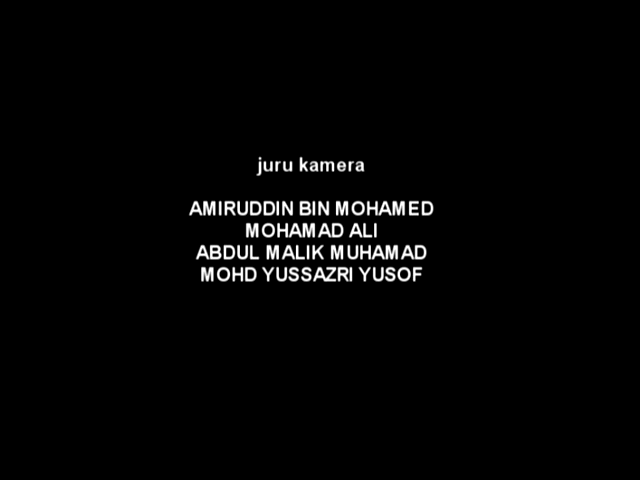 juru kamera
AMIRUDDIN BIN MOHAMED
MOHAMAD ALI
ABDUL MALIK MUHAMAD
MOHD YUSSAZRI YUSOF